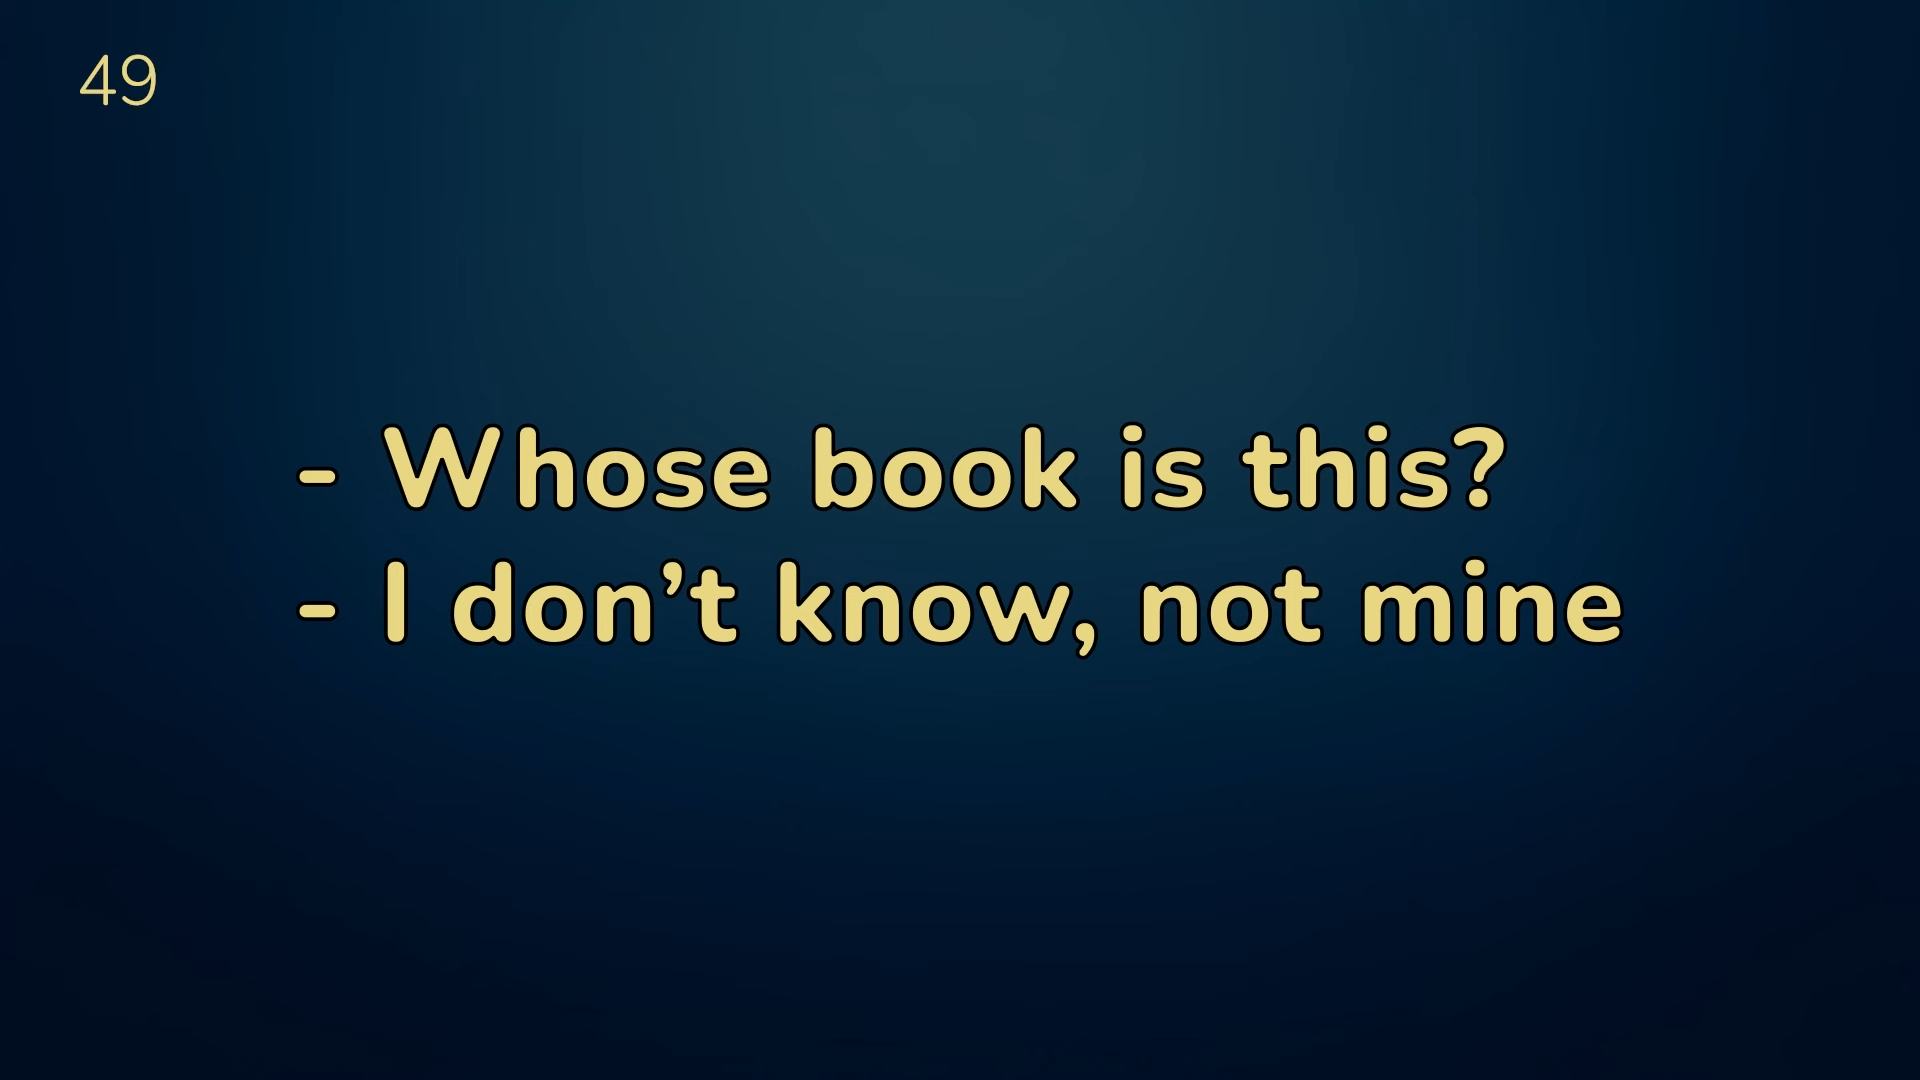 49
- Whose book is this?
- I don’t know, not mine